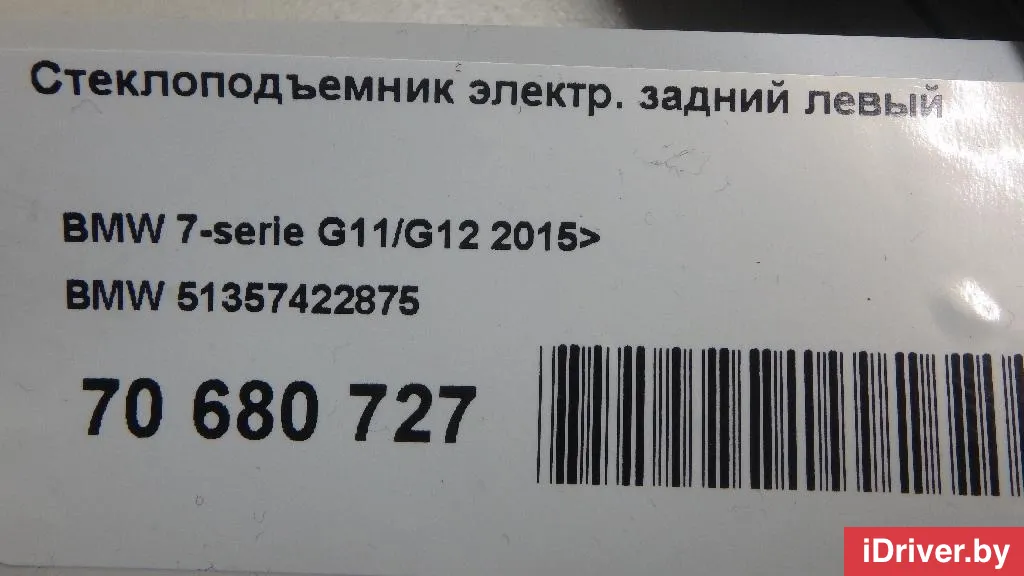 Стеклоподъемник электр. задний левый
BMW 7-serie G11/G12 2015>
BMW 51357422875
70 680 727
iDriver.by